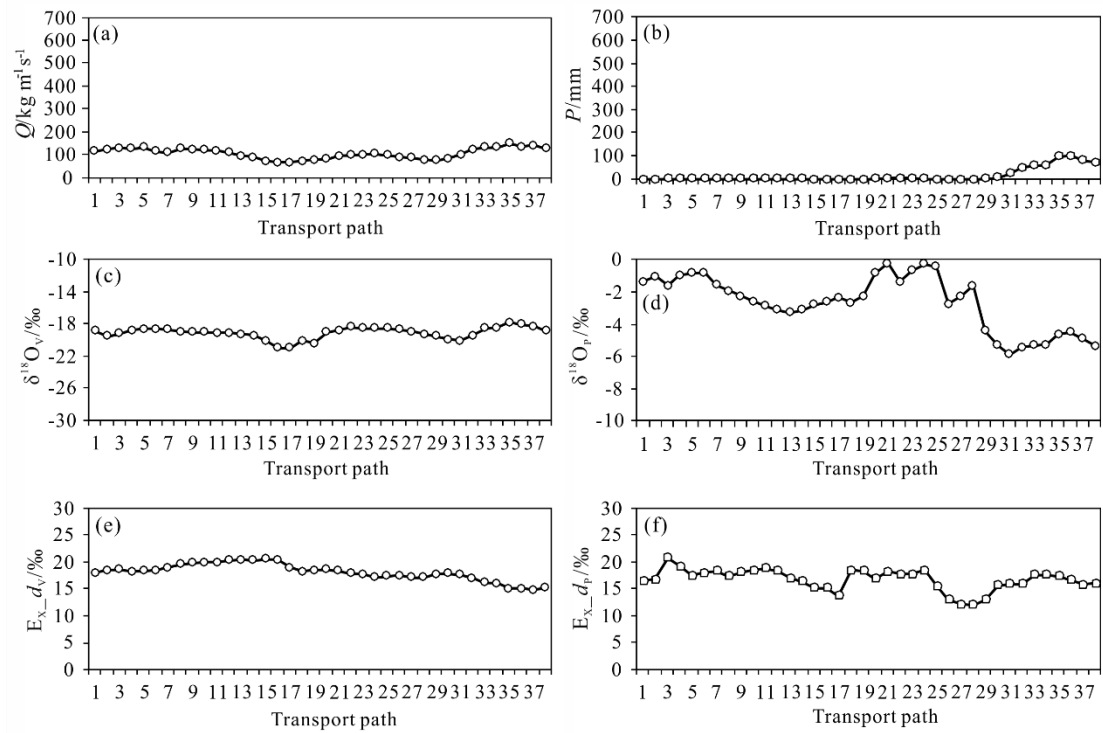 (a)
Q/kg m⁻¹s⁻¹
700
600
500
400
300
200
100
0
1 3 5 7 9 11 13 15 17 19 21 23 25 27 29 31 33 35 37
Transport path
(b)
P/mm
700
600
500
400
300
200
100
0
1 3 5 7 9 11 13 15 17 19 21 23 25 27 29 31 33 35 37
Transport path
(c)
δ¹⁸Oᵥ/‰
-10
-14
-18
-22
-26
-30
1 3 5 7 9 11 13 15 17 19 21 23 25 27 29 31 33 35 37
Transport path
(d)
δ¹⁸Oₚ/‰
0
-2
-4
-6
-8
-10
1 3 5 7 9 11 13 15 17 19 21 23 25 27 29 31 33 35 37
Transport path
(e)
Eₓ_dᵥ/‰
30
25
20
15
10
5
0
1 3 5 7 9 11 13 15 17 19 21 23 25 27 29 31 33 35 37
Transport path
(f)
Eₓ_dₚ/‰
30
25
20
15
10
5
0
1 3 5 7 9 11 13 15 17 19 21 23 25 27 29 31 33 35 37
Transport path